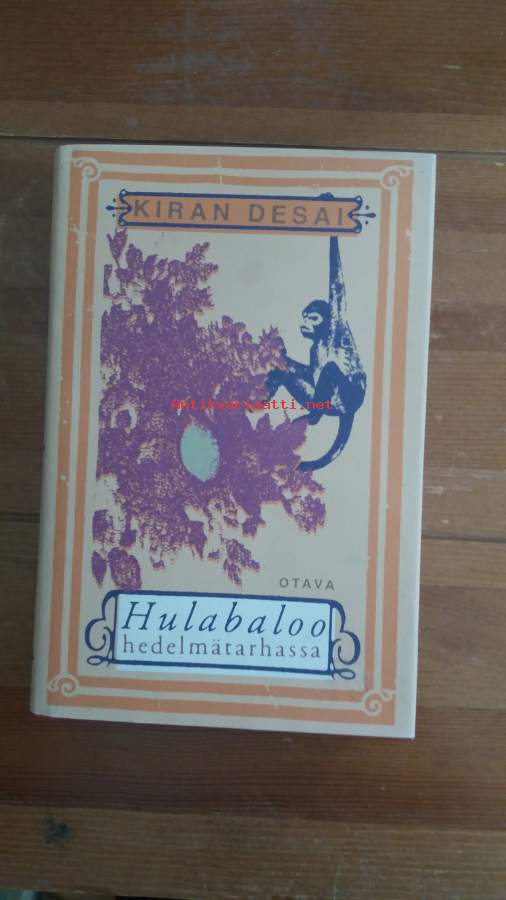 KIRAN DESAI
Antikvariaatti.net
OTAVA
Hulabaloo
hedelmätarhassa